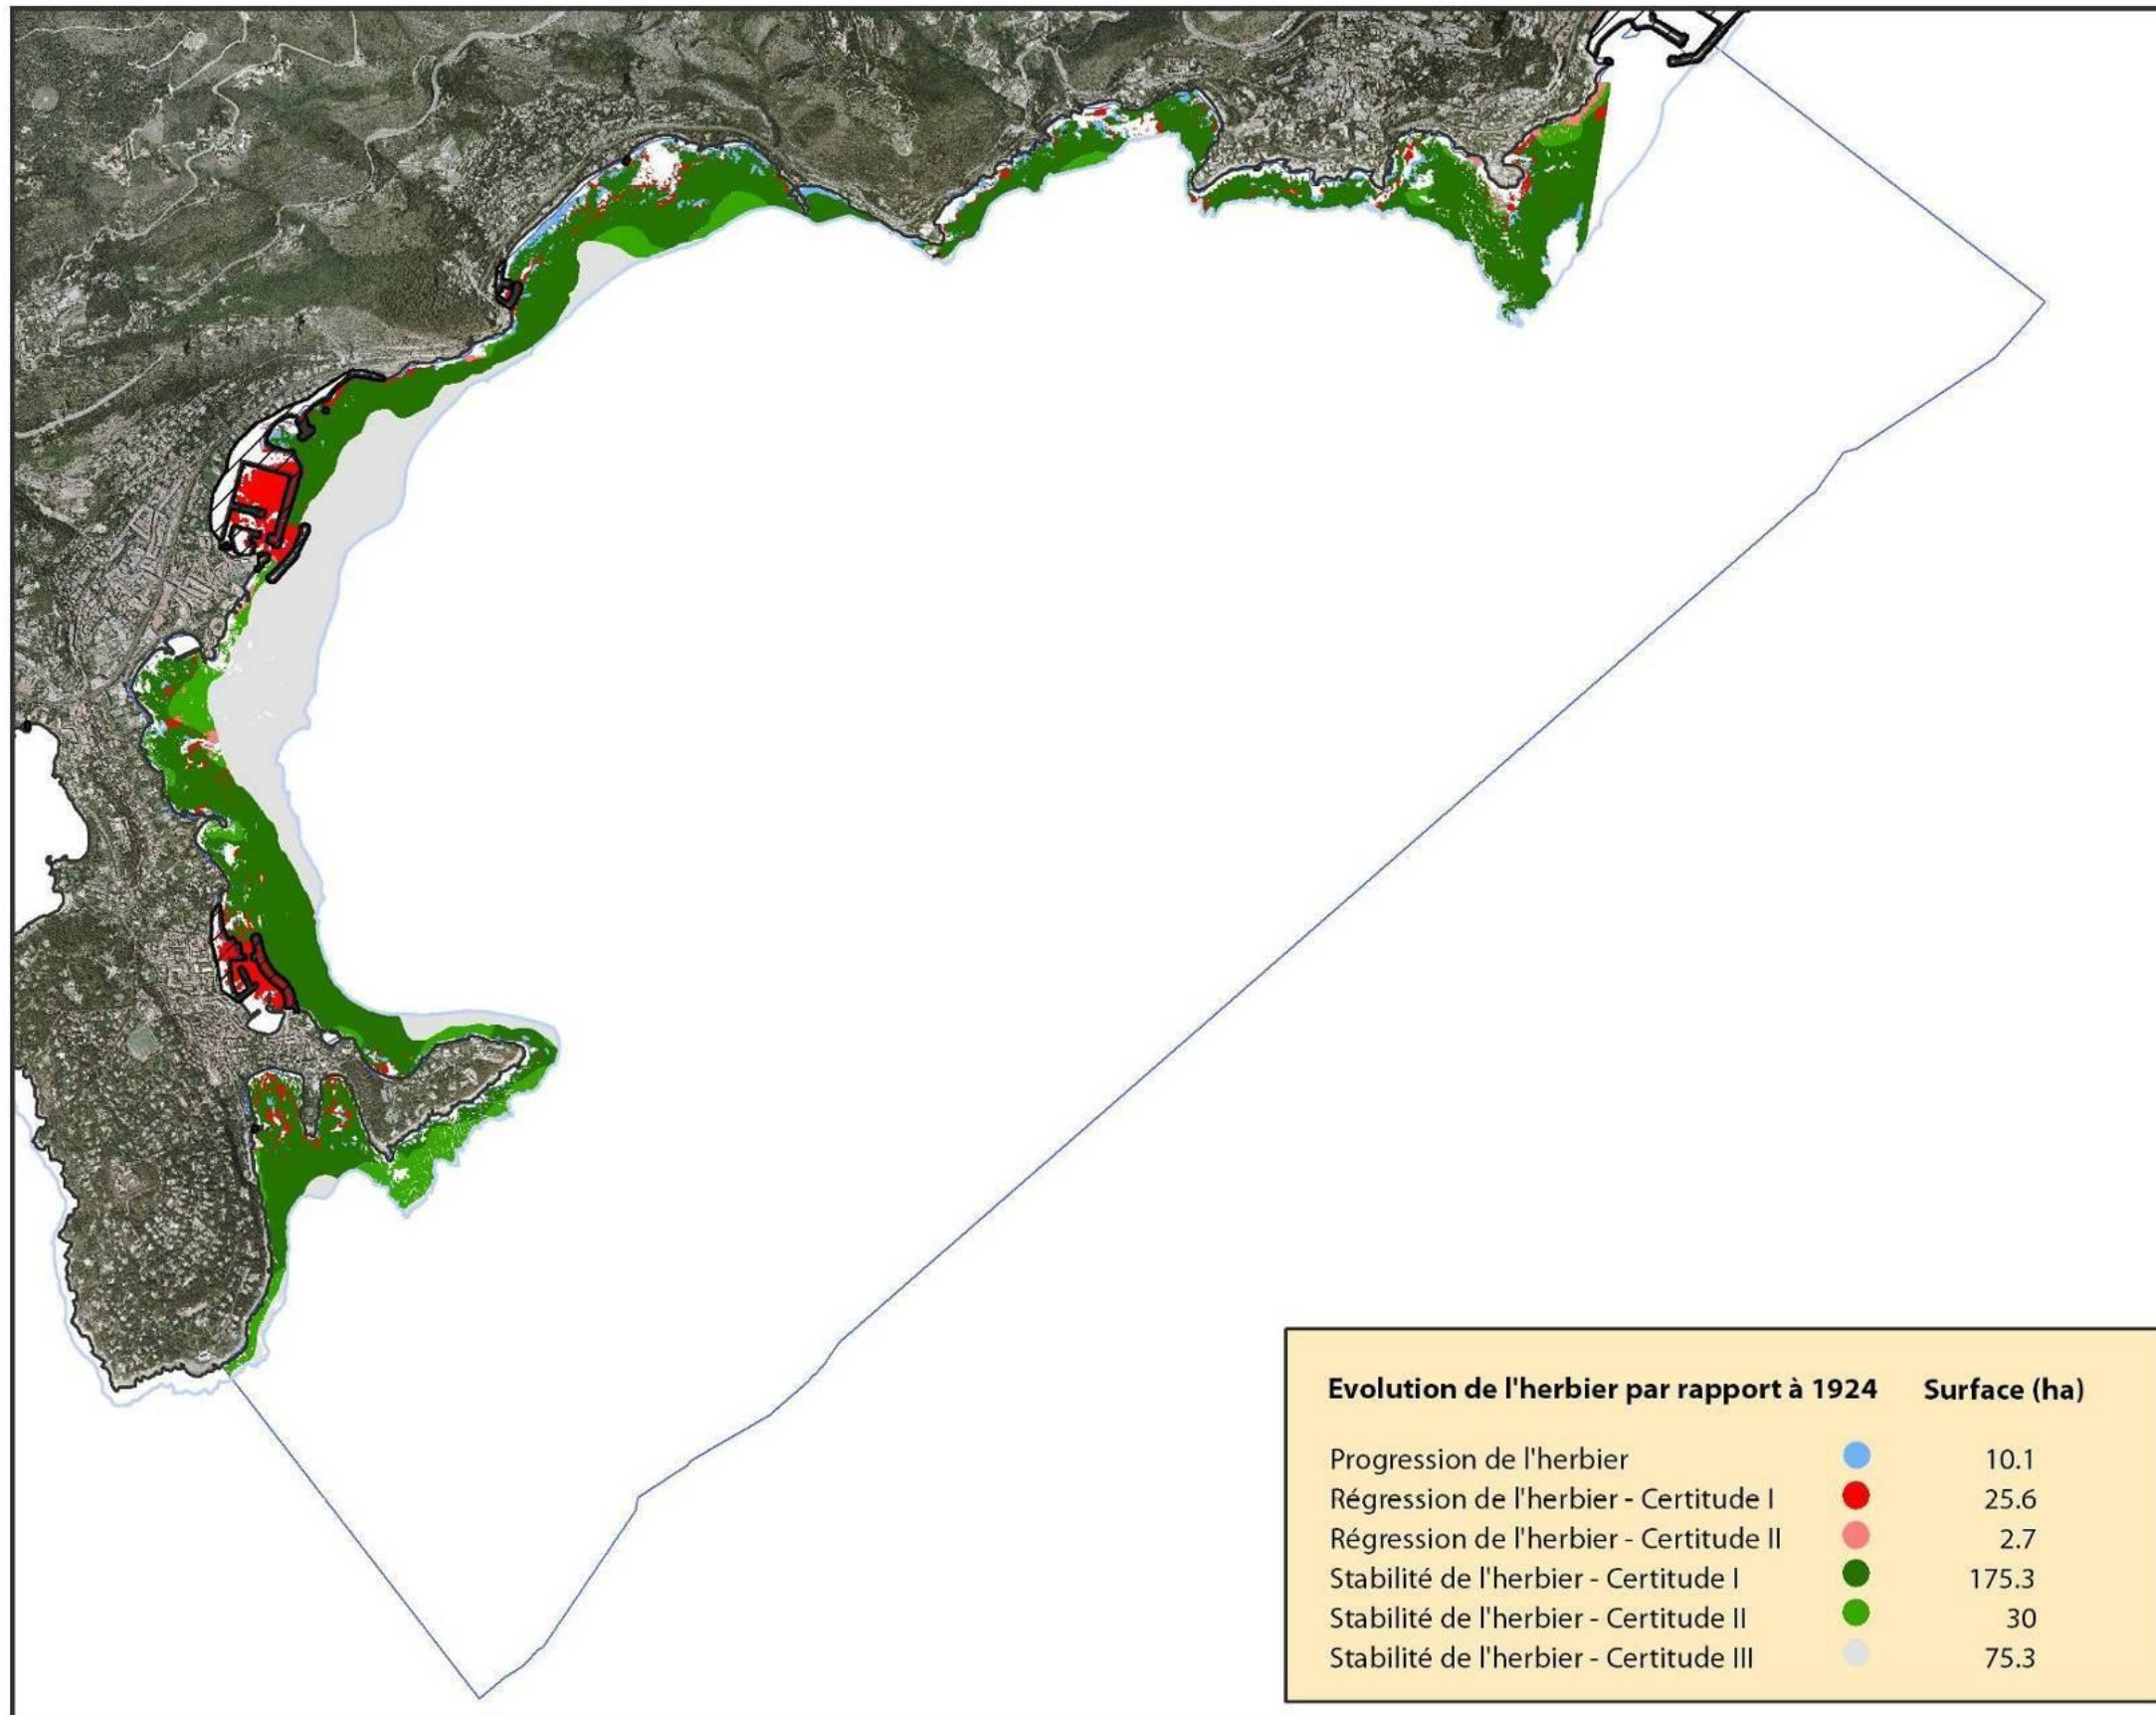 Evolution de l'herbier par rapport à 1924 Surface (ha)
Progression de l'herbier 10.1
Régression de l'herbier - Certitude I 25.6
Régression de l'herbier - Certitude II 2.7
Stabilité de l'herbier - Certitude I 175.3
Stabilité de l'herbier - Certitude II 30
Stabilité de l'herbier - Certitude III 75.3